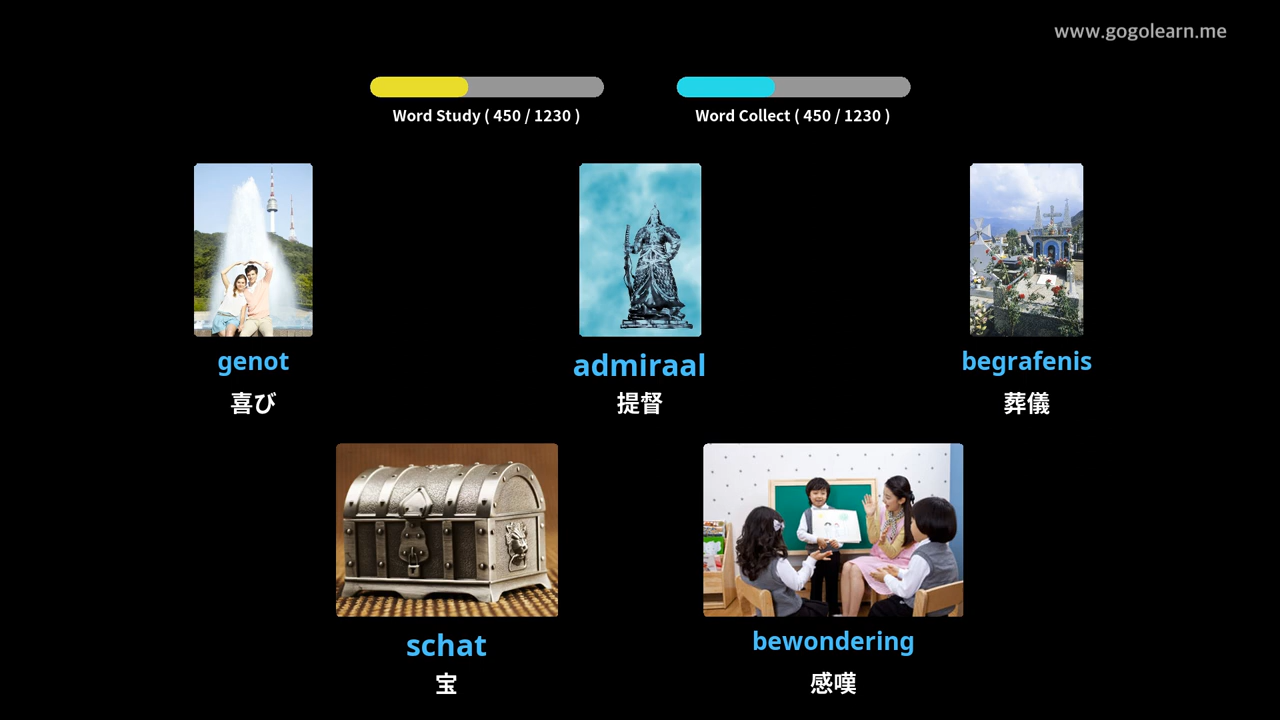 www.gogolearn.me
Word Study ( 450 / 1230 )
Word Collect ( 450 / 1230 )
genot
喜び
admiraal
提督
begrafenis
葬儀
schat
宝
bewondering
感嘆